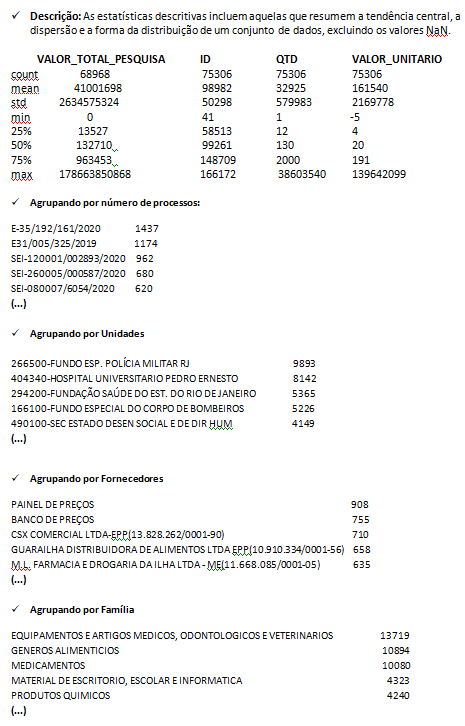 ✓ Descrição: As estatísticas descritivas incluem aquelas que resumem a tendência central, a
dispersão e a forma da distribuição de um conjunto de dados, excluindo os valores NaN.
VALOR_TOTAL_PESQUISA ID QTD VALOR_UNITARIO
count 68968 75306 75306 75306
mean 41001698 98982 32925 161540
std 2634575324 50298 579983 2169778
min 0 41 1 -5
25% 13527 58513 12 4
50% 132710 99261 130 20
75% 963453 148709 2000 191
max 178663850868 166172 38603540 139642099
✓ Agrupando por número de processos:
E-35/192/161/2020 1437
E31/005/325/2019 1174
SEI-120001/002893/2020 962
SEI-260005/000587/2020 680
SEI-080007/6054/2020 620
(...)
✓ Agrupando por Unidades
266500-FUNDO ESP. POLÍCIA MILITAR RJ 9893
404340-HOSPITAL UNIVERSITARIO PEDRO ERNESTO 8142
294200-FUNDAÇÃO SAÚDE DO EST. DO RIO DE JANEIRO 5365
166100-FUNDO ESPECIAL DO CORPO DE BOMBEIROS 5226
490100-SEC ESTADO DESEN SOCIAL E DE DIR HUM 4149
(...)
✓ Agrupando por Fornecedores
PAINEL DE PREÇOS 908
BANCO DE PREÇOS 755
CSX COMERCIAL LTDA-EPP(13.828.262/0001-90) 710
GUARAILHA DISTRIBUIDORA DE ALIMENTOS LTDA EPP(10.910.334/0001-56) 658
M.L. FARMACIA E DROGARIA DA ILHA LTDA - ME(11.668.085/0001-05) 635
(...)
✓ Agrupando por Família
EQUIPAMENTOS E ARTIGOS MEDICOS, ODONTOLOGICOS E VETERINARIOS 13719
GENEROS ALIMENTICIOS 10894
MEDICAMENTOS 10080
MATERIAL DE ESCRITORIO, ESCOLAR E INFORMATICA 4323
PRODUTOS QUIMICOS 4240
(...)